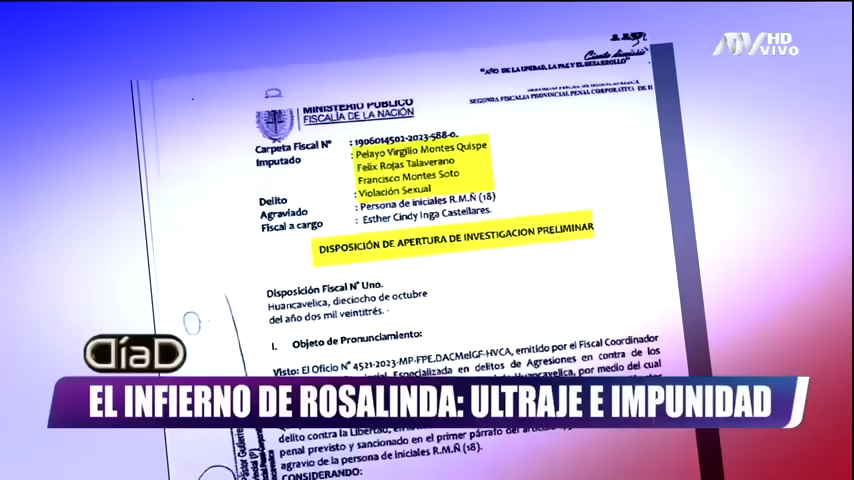 ATV HD
VIVO
"AÑO DE LA UNIDAD, LA PAZ Y EL DESARROLLO"
SEGUNDA FISCALIA PROVINCIAL PENAL CORPORATIVA DE H
MINISTERIO PUBLICO
FISCALÍA DE LA NACIÓN
Carpeta Fiscal N° : 1906014502-2023-588-0.
Imputado : Pelayo Virgilio Montes Quispe
Felix Rojas Talaverano
Francisco Montes Soto
Delito : Violación Sexual
Agraviado : Persona de iniciales R.M.Ñ (18)
Fiscal a cargo : Esther Cindy Inga Castellares.
DISPOSICIÓN DE APERTURA DE INVESTIGACION PRELIMINAR
Disposición Fiscal N° Uno.
Huancavelica, dieciocho de octubre
del año dos mil veintitrés.
I. Objeto de Pronunciamiento:
Visto: El Oficio N° 4521-2023-MP-FPE.DACMeIGF-HVCA, emitido por el Fiscal Coordinador
Especializada en delitos de Agresiones en contra de los
Huancavelica, por medio del cual
DíaD
EL INFIERNO DE ROSALINDA: ULTRAJE E IMPUNIDAD
delito contra la Libertad, en la
penal previsto y sancionado en el primer párrafo del
agravio de la persona de iniciales R.M.Ñ (18).
CONSIDERANDO: